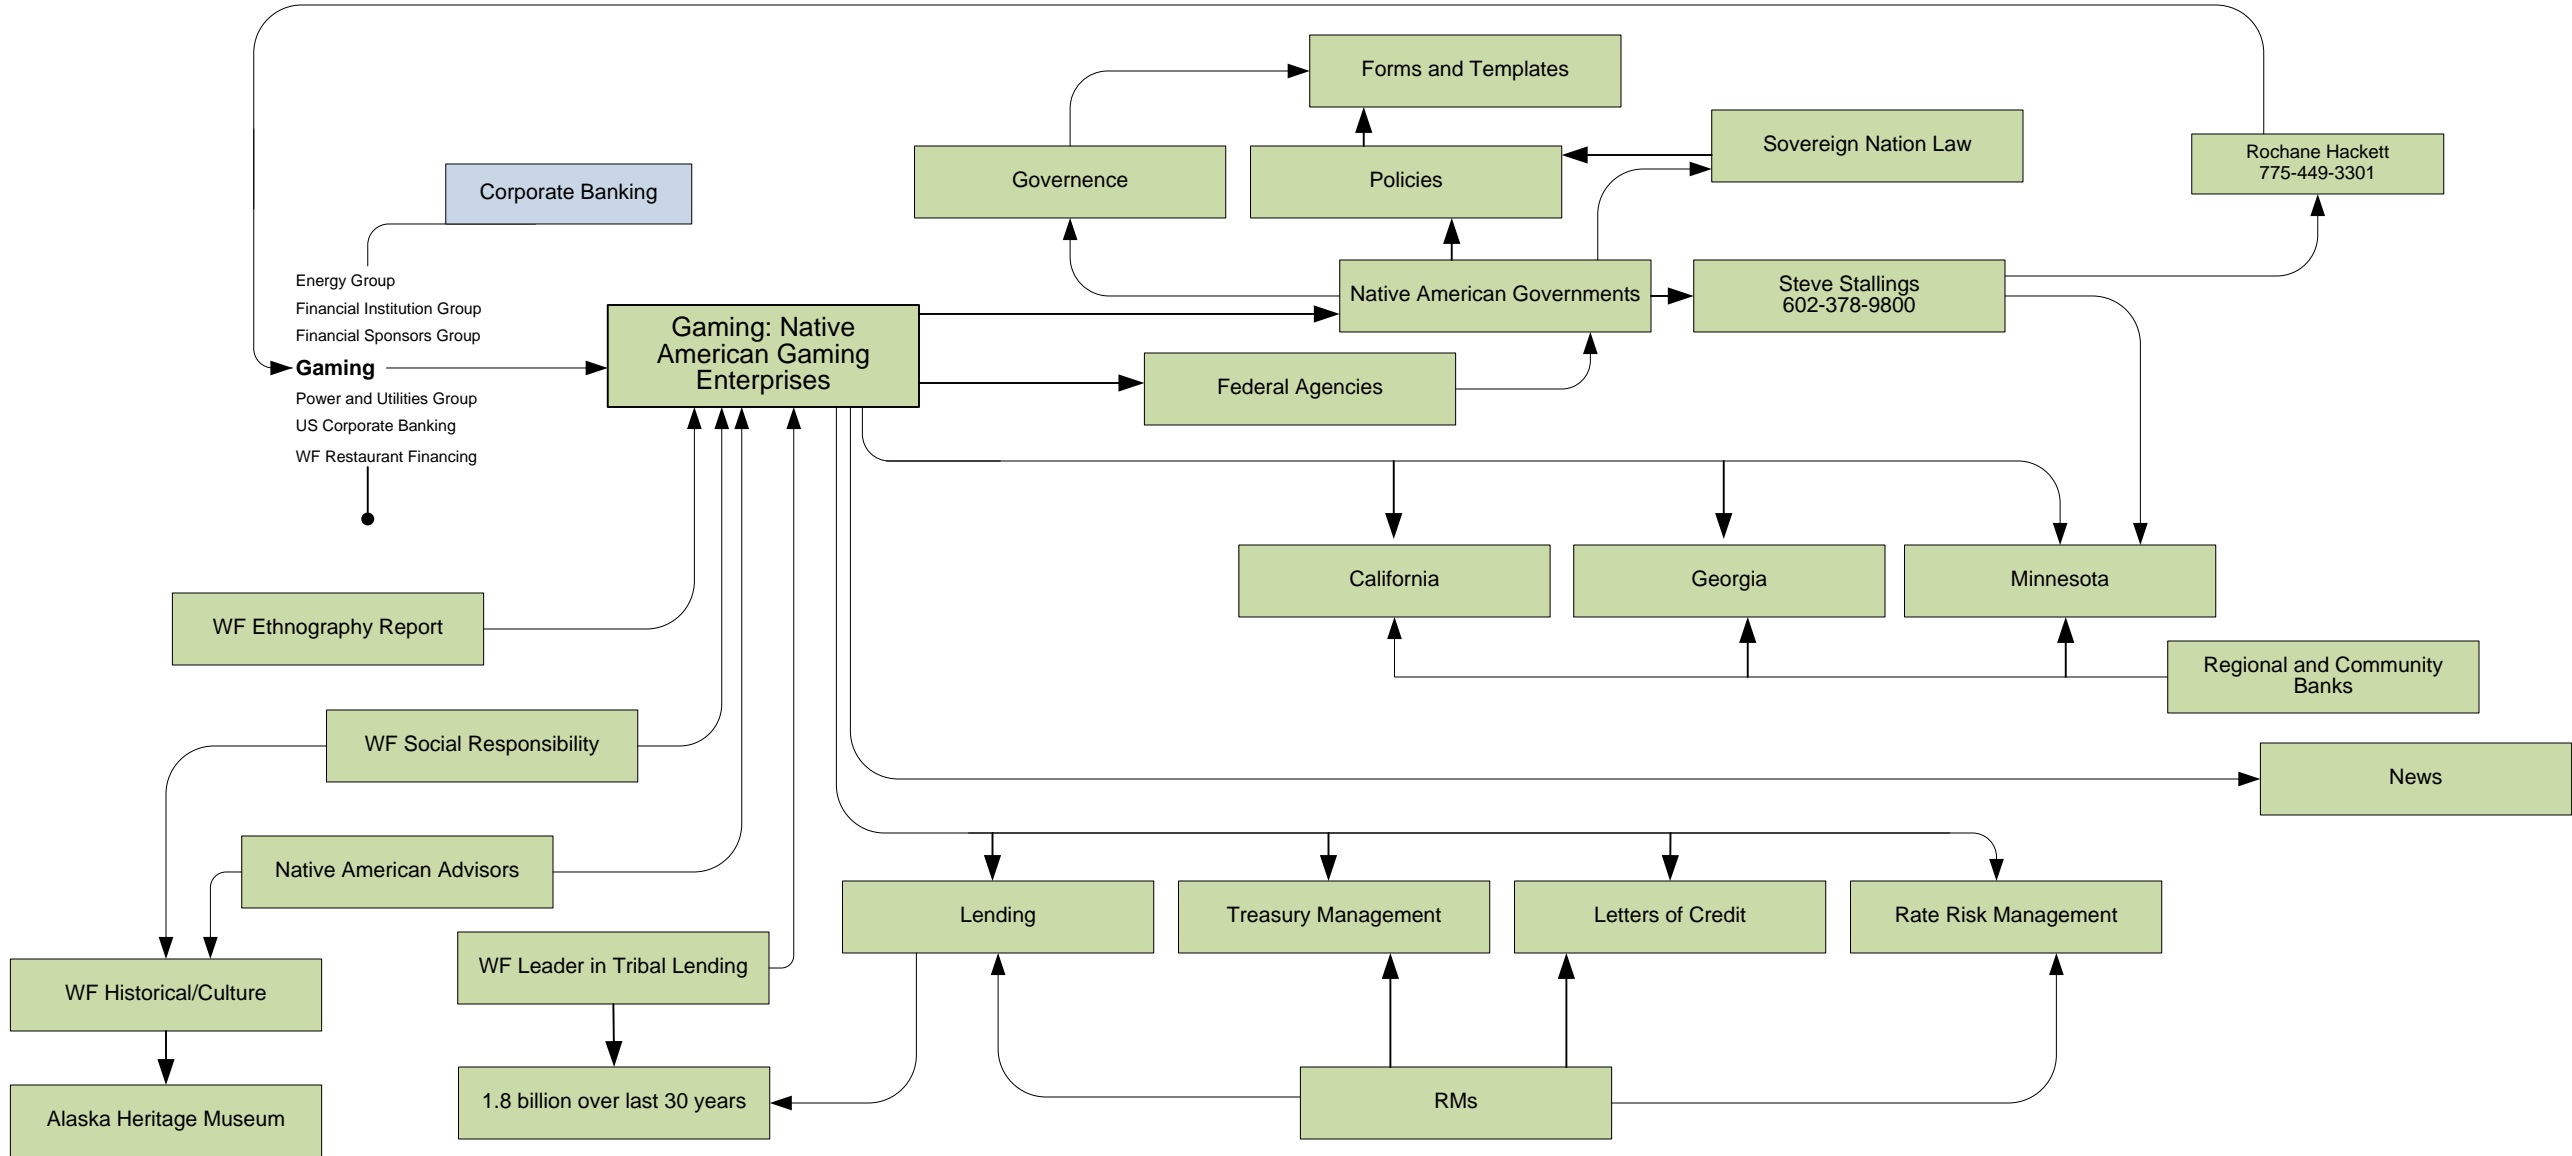 Forms and Templates
Sovereign Nation Law
Rochane Hackett
775-449-3301
Governence
Policies
Corporate Banking
Energy Group
Financial Institution Group
Financial Sponsors Group
Gaming
Power and Utilities Group
US Corporate Banking
WF Restaurant Financing
Gaming: Native
American Gaming
Enterprises
Native American Governments
Steve Stallings
602-378-9800
Federal Agencies
California
Georgia
Minnesota
WF Ethnography Report
Regional and Community
Banks
WF Social Responsibility
News
Native American Advisors
Lending
Treasury Management
Letters of Credit
Rate Risk Management
WF Leader in Tribal Lending
WF Historical/Culture
1.8 billion over last 30 years
RMs
Alaska Heritage Museum